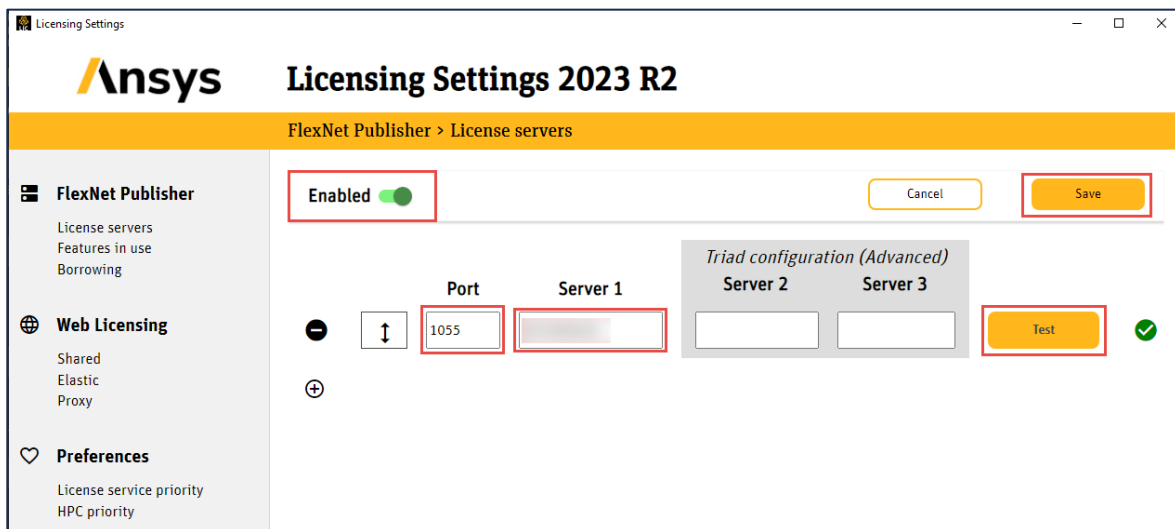 Licensing Settings
Ansys
Licensing Settings 2023 R2
FlexNet Publisher > License servers
FlexNet Publisher
License servers
Features in use
Borrowing
Web Licensing
Shared
Elastic
Proxy
Preferences
License service priority
HPC priority
Enabled
Cancel
Save
Triad configuration (Advanced)
Port
Server 1
Server 2
Server 3
1055
Test